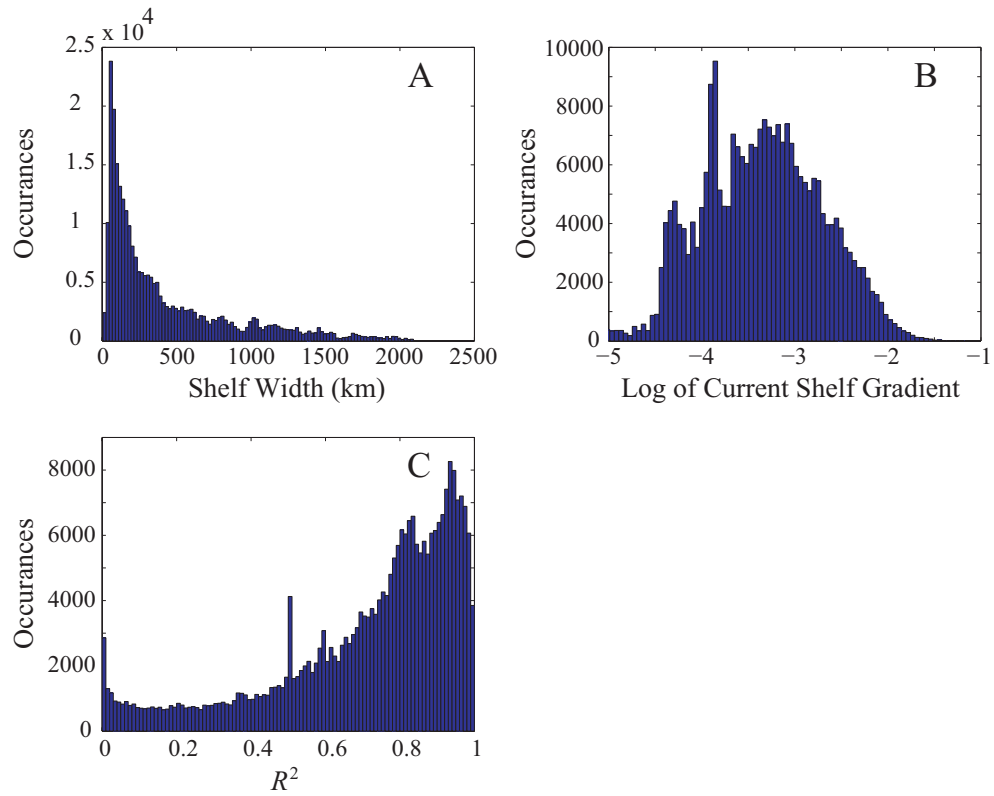 x 10⁴
A
2.5
2
1.5
1
0.5
0
Occurances
0 500 1000 1500 2000 2500
Shelf Width (km)
B
10000
8000
6000
4000
2000
0
Occurances
−5 −4 −3 −2 −1
Log of Current Shelf Gradient
C
8000
6000
4000
2000
0
Occurances
0 0.2 0.4 0.6 0.8 1
R²